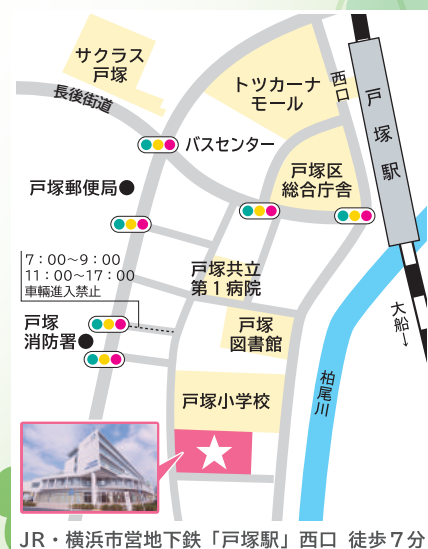 サクラス
戸塚
長後街道
トツカーナ
モール
西口
戸塚駅
バスセンター
戸塚区
総合庁舎
戸塚郵便局
7：00〜9：00
11：00〜17：00
車輌進入禁止
戸塚共立
第1病院
戸塚
消防署
戸塚
図書館
大船↓
柏尾川
戸塚小学校
JR・横浜市営地下鉄「戸塚駅」西口 徒歩7分